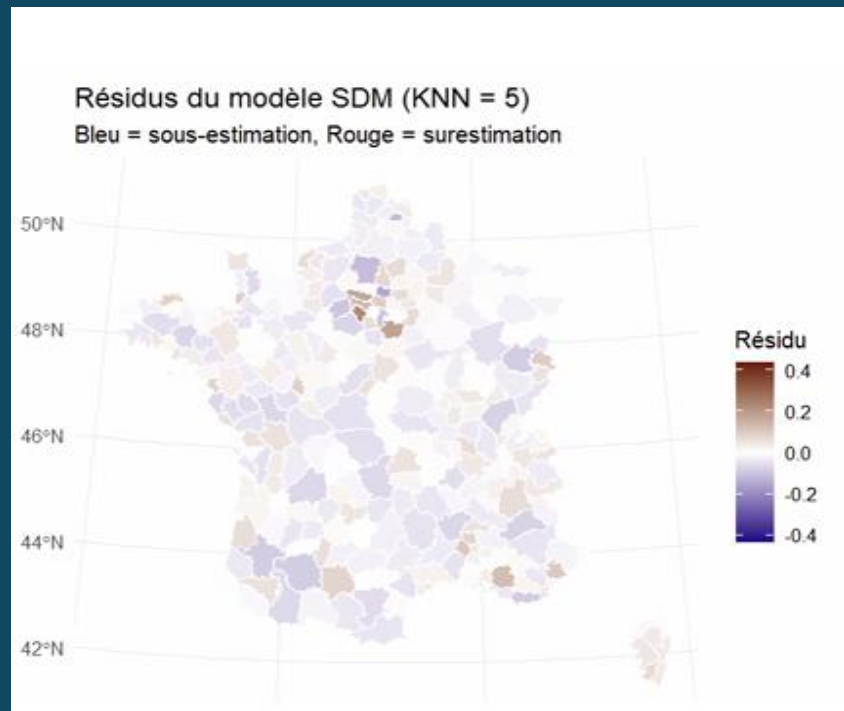 Résidus du modèle SDM (KNN = 5)
Bleu = sous-estimation, Rouge = surestimation
50°N
48°N
46°N
44°N
42°N
Résidu
0.4
0.2
0.0
-0.2
-0.4